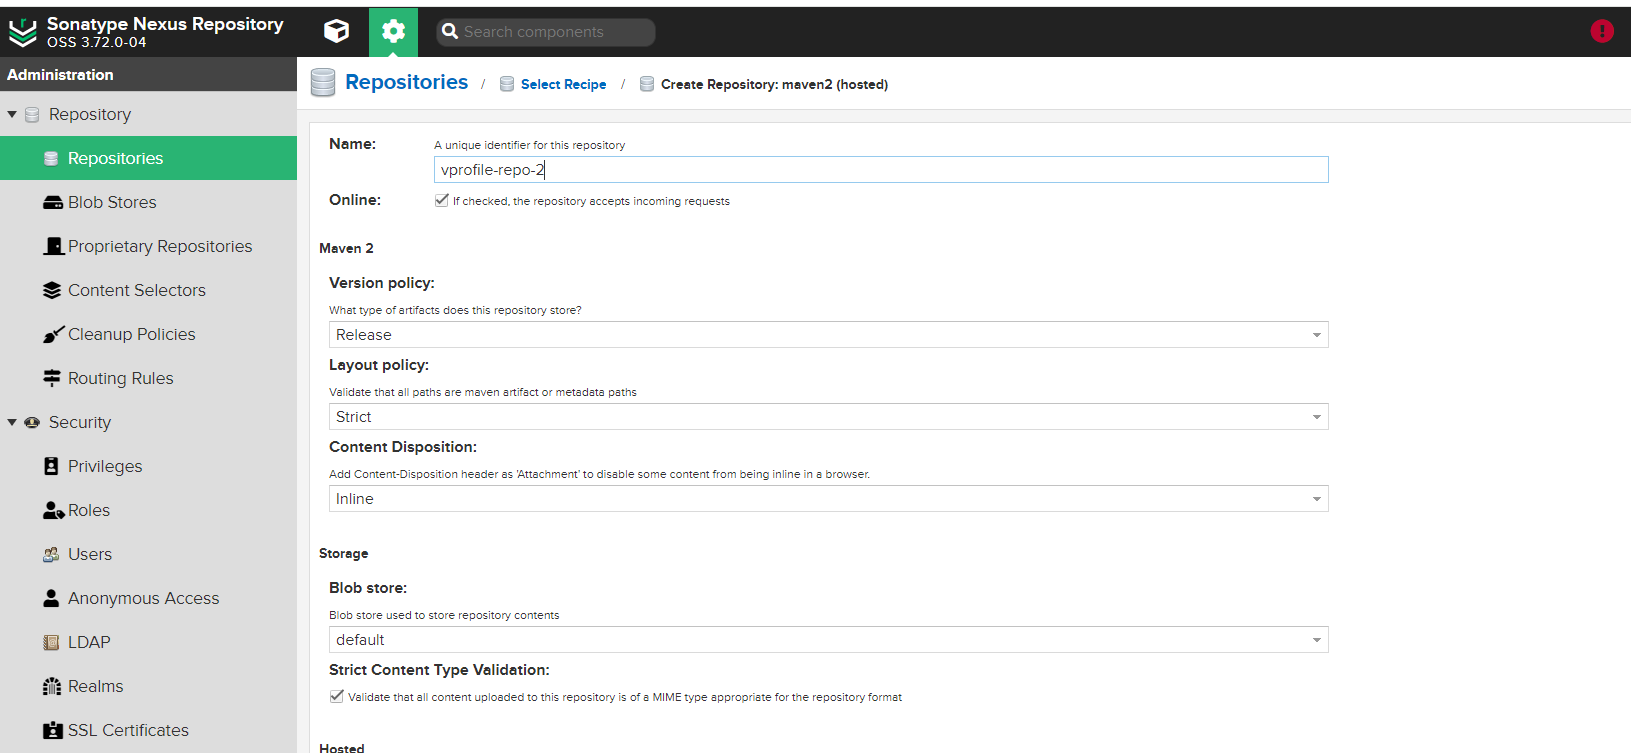 Sonatype Nexus Repository
OSS 3.72.0-04
Search components
Administration
Repository
Repositories
Blob Stores
Proprietary Repositories
Content Selectors
Cleanup Policies
Routing Rules
Security
Privileges
Roles
Users
Anonymous Access
LDAP
Realms
SSL Certificates
Repositories / Select Recipe / Create Repository: maven2 (hosted)
Name: A unique identifier for this repository
vprofile-repo-2
Online: If checked, the repository accepts incoming requests
Maven 2
Version policy:
What type of artifacts does this repository store?
Release
Layout policy:
Validate that all paths are maven artifact or metadata paths
Strict
Content Disposition:
Add Content-Disposition header as 'Attachment' to disable some content from being inline in a browser.
Inline
Storage
Blob store:
Blob store used to store repository contents
default
Strict Content Type Validation:
Validate that all content uploaded to this repository is of a MIME type appropriate for the repository format
Hosted